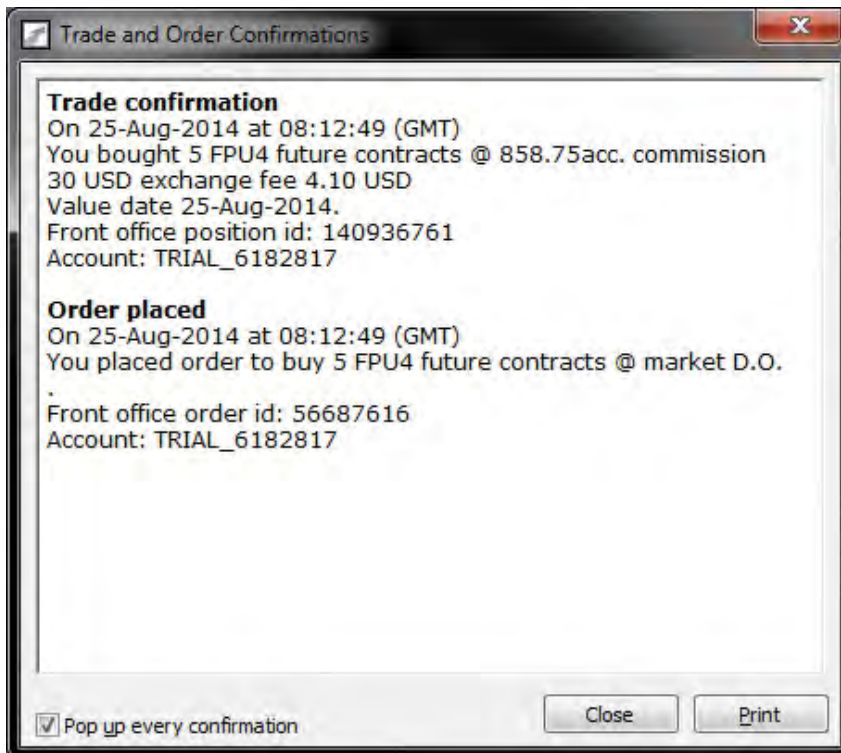 Trade and Order Confirmations
Trade confirmation
On 25-Aug-2014 at 08:12:49 (GMT)
You bought 5 FPU4 future contracts @ 858.75acc. commission
30 USD exchange fee 4.10 USD
Value date 25-Aug-2014.
Front office position id: 140936761
Account: TRIAL_6182817
Order placed
On 25-Aug-2014 at 08:12:49 (GMT)
You placed order to buy 5 FPU4 future contracts @ market D.O.
.
Front office order id: 56687616
Account: TRIAL_6182817
Pop up every confirmation
Close
Print